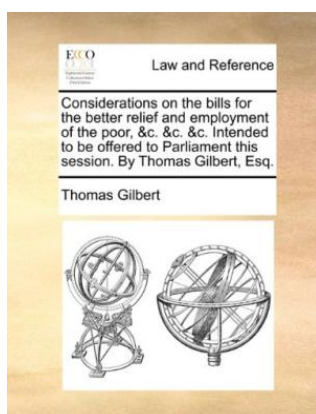 ECCO
Law and Reference
Considerations on the bills for
the better relief and employment
of the poor, &c. &c. &c. Intended
to be offered to Parliament this
session. By Thomas Gilbert, Esq.
Thomas Gilbert